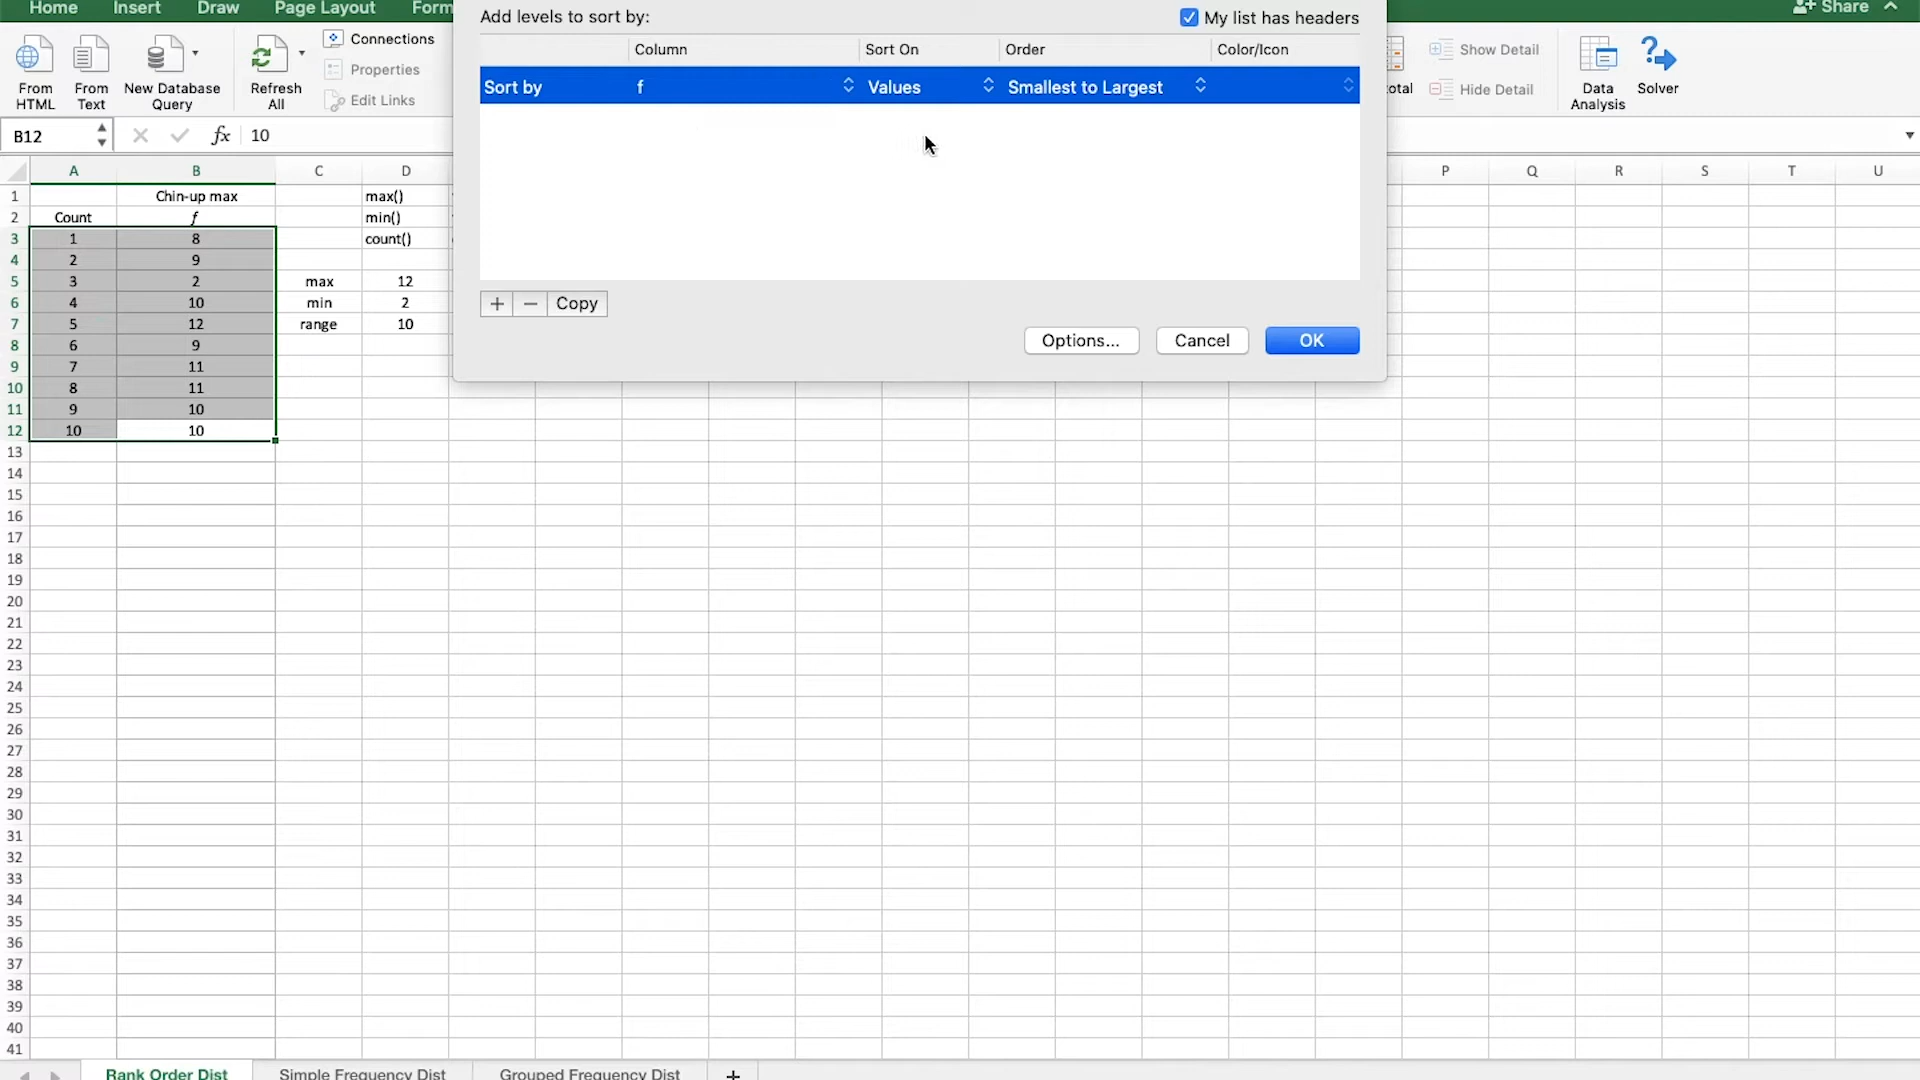 Home Insert Draw Page Layout Form
Share
From HTML
From Text
New Database Query
Refresh All
Connections
Properties
Edit Links
otal
Show Detail
Hide Detail
Data Analysis
Solver
B12
fx 10
Add levels to sort by:
My list has headers
Column Sort On Order Color/Icon
Sort by f Values Smallest to Largest
+ − Copy
Options... Cancel OK
A B C D P Q R S T U
1 Chin-up max max()
2 Count f min()
3 1 8 count()
4 2 9
5 3 2 max 12
6 4 10 min 2
7 5 12 range 10
8 6 9
9 7 11
10 8 11
11 9 10
12 10 10
13
14
15
16
17
18
19
20
21
22
23
24
25
26
27
28
29
30
31
32
33
34
35
36
37
38
39
40
41
Rank Order Dist Simple Frequency Dist Grouped Frequency Dist +